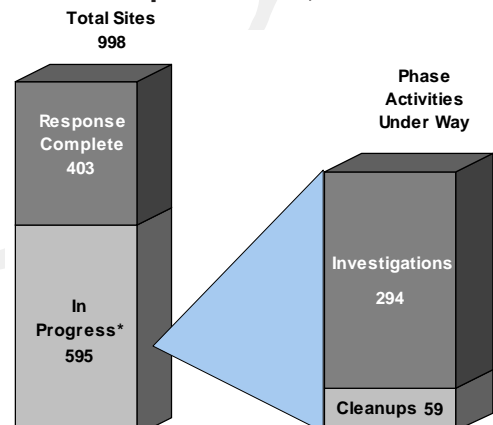 Total Sites
998
Response
Complete
403
In
Progress*
595
Phase
Activities
Under Way
Investigations
294
Cleanups 59